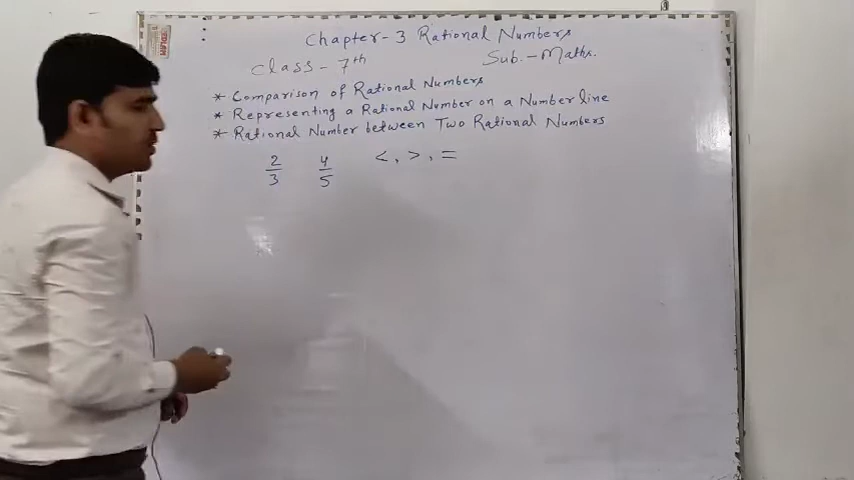 Chapter-3 Rational Numbers
Class-7th Sub.-Maths.
* Comparison of Rational Numbers
* Representing a Rational Number on a Number line
* Rational Number between Two Rational Numbers
2/3 4/5 <, >, =